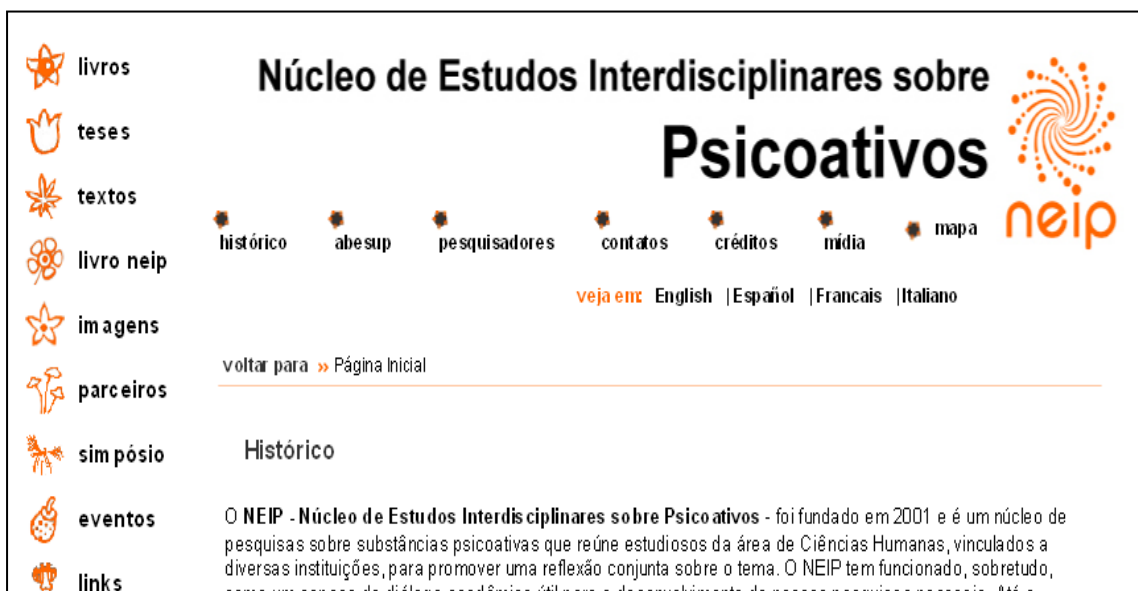 livros
teses
textos
livro neip
imagens
parceiros
simpósio
eventos
links
Núcleo de Estudos Interdisciplinares sobre
Psicoativos
neip
histórico abesup pesquisadores contatos créditos mídia mapa
veja em: English |Español |Francais |Italiano
voltar para » Página Inicial
Histórico
O NEIP - Núcleo de Estudos Interdisciplinares sobre Psicoativos - foi fundado em 2001 e é um núcleo de
pesquisas sobre substâncias psicoativas que reúne estudiosos da área de Ciências Humanas, vinculados a
diversas instituições, para promover uma reflexão conjunta sobre o tema. O NEIP tem funcionado, sobretudo,